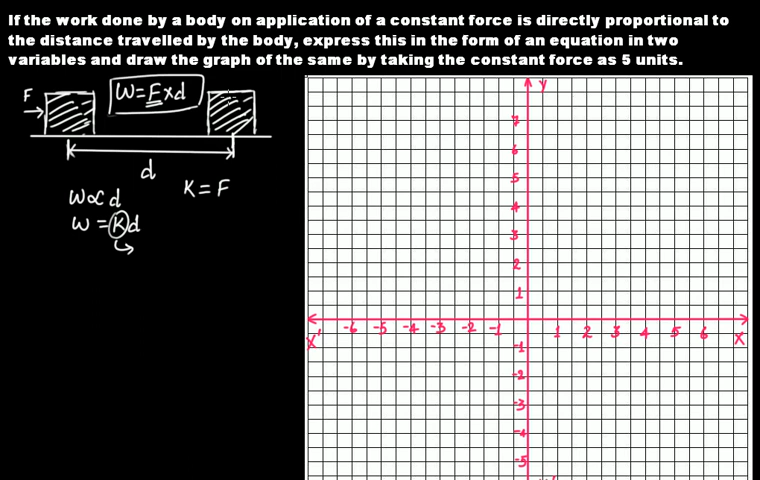 If the work done by a body on application of a constant force is directly proportional to
the distance travelled by the body, express this in the form of an equation in two
variables and draw the graph of the same by taking the constant force as 5 units.
F
W=F×d
d
W∝d
K=F
W=Kd
Y
7
6
5
4
3
2
1
X' -6 -5 -4 -3 -2 -1 1 2 3 4 5 6 X
-1
-2
-3
-4
-5